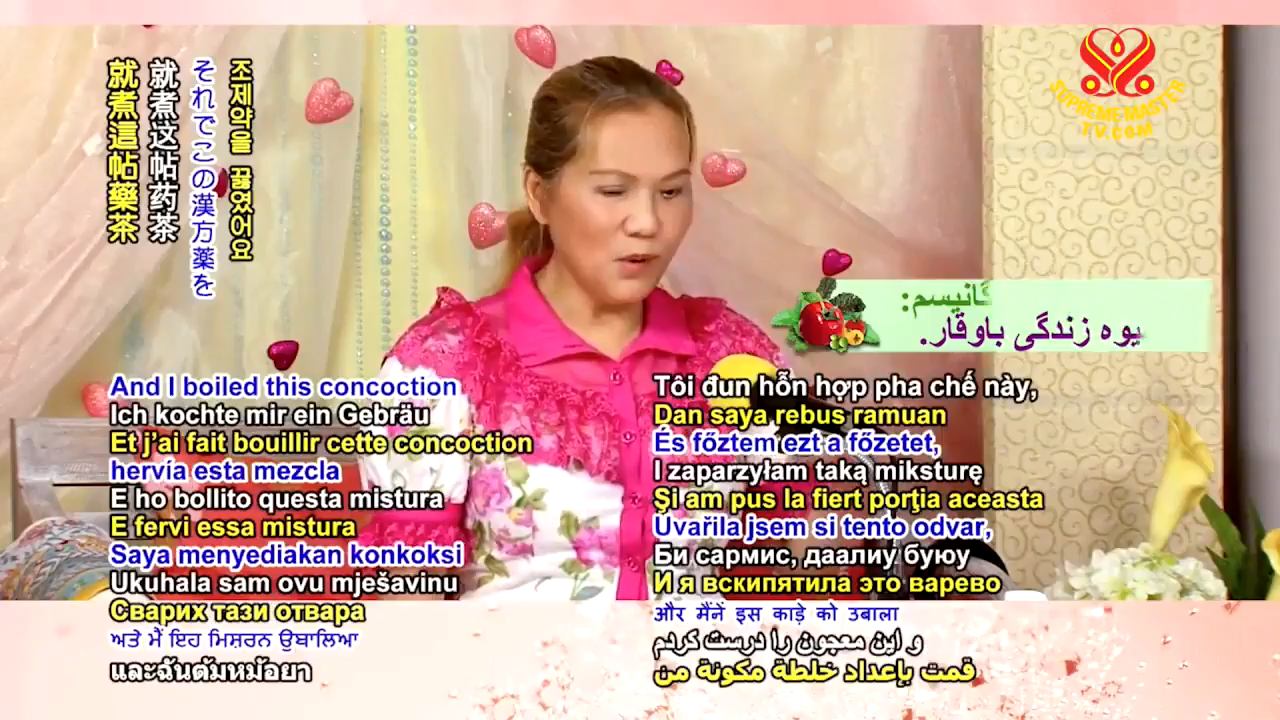 조제약을 끓였어요
それでこの漢方薬を
就煮这帖药茶
就煮這帖藥茶
SUPREME MASTER
TV.COM
گانیسم:
یوه زندگی باوقار.
And I boiled this concoction
Ich kochte mir ein Gebräu
Et j’ai fait bouillir cette concoction
hervía esta mezcla
E ho bollito questa mistura
E fervi essa mistura
Saya menyediakan konkoksi
Ukuhala sam ovu mješavinu
Сварих тази отвара
ਅਤੇ ਮੈਂ ਇਹ ਮਿਸ਼ਰਨ ਉਬਾਲਿਆ
และฉันต้มหม้อยา
Tôi đun hỗn hợp pha chế này,
Dan saya rebus ramuan
És főztem ezt a főzetet,
I zaparzyłam taką miksturę
Şi am pus la fiert porţia aceasta
Uvařila jsem si tento odvar,
Би сармис, даалиу буюу
И я вскипятила это варево
और मैंनें इस काड़े को उबाला
و این معجون را درست کردم
قمت بإعداد خلطة مكونة من